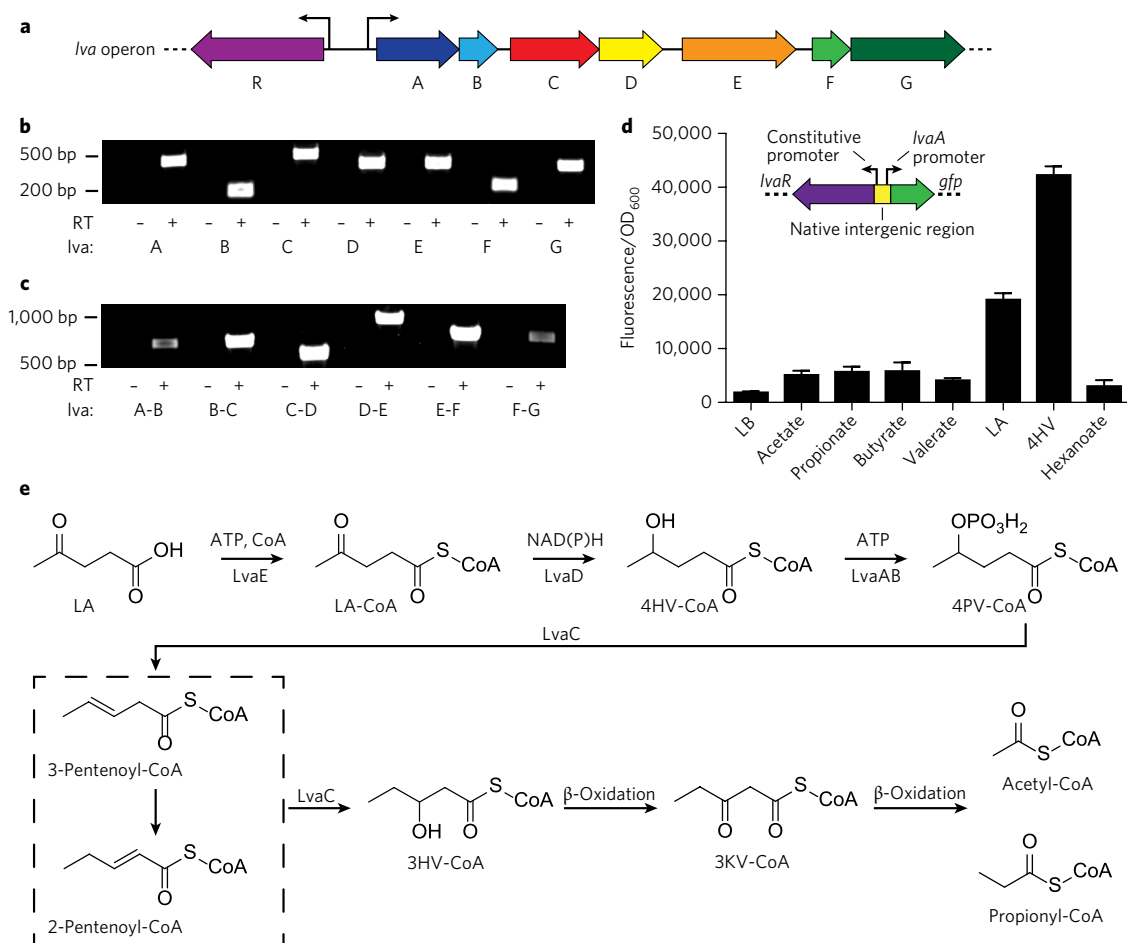 a
lva operon
R A B C D E F G
b
500 bp
200 bp
RT – + – + – + – + – + – + – +
lva: A B C D E F G
c
1,000 bp
500 bp
RT – + – + – + – + – + – +
lva: A-B B-C C-D D-E E-F F-G
d
Fluorescence/OD600
50,000
40,000
30,000
20,000
10,000
0
Constitutive promoter
lvaA promoter
lvaR
gfp
Native intergenic region
LB Acetate Propionate Butyrate Valerate LA 4HV Hexanoate
e
O
OH
O
LA
ATP, CoA
LvaE
O
S
CoA
O
LA-CoA
NAD(P)H
LvaD
OH
S
CoA
O
4HV-CoA
ATP
LvaAB
OPO3H2
S
CoA
O
4PV-CoA
LvaC
S
CoA
O
3-Pentenoyl-CoA
S
CoA
O
2-Pentenoyl-CoA
LvaC
S
CoA
OH O
3HV-CoA
β-Oxidation
S
CoA
O O
3KV-CoA
β-Oxidation
O
S
CoA
Acetyl-CoA
O
S
CoA
Propionyl-CoA